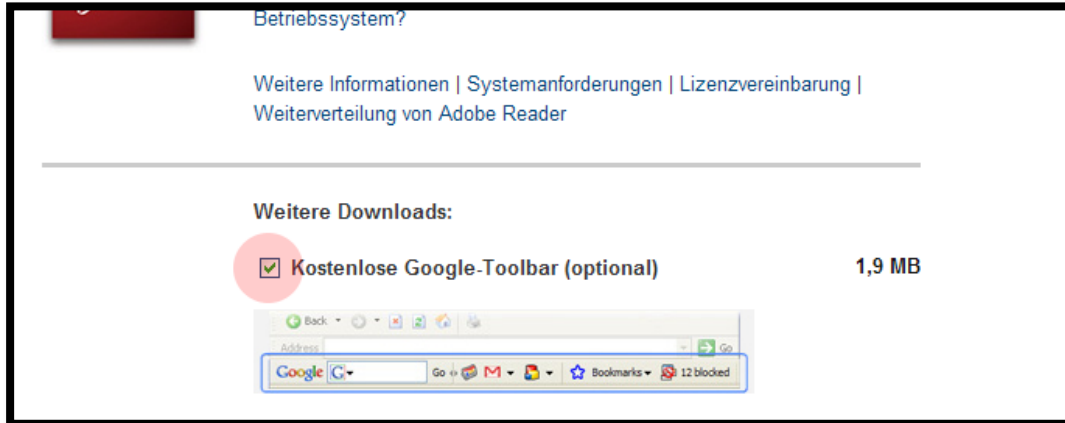 Betriebssystem?
Weitere Informationen | Systemanforderungen | Lizenzvereinbarung |
Weiterverteilung von Adobe Reader
Weitere Downloads:
Kostenlose Google-Toolbar (optional) 1,9 MB
Back
Address Go
Google G Go Bookmarks 12 blocked